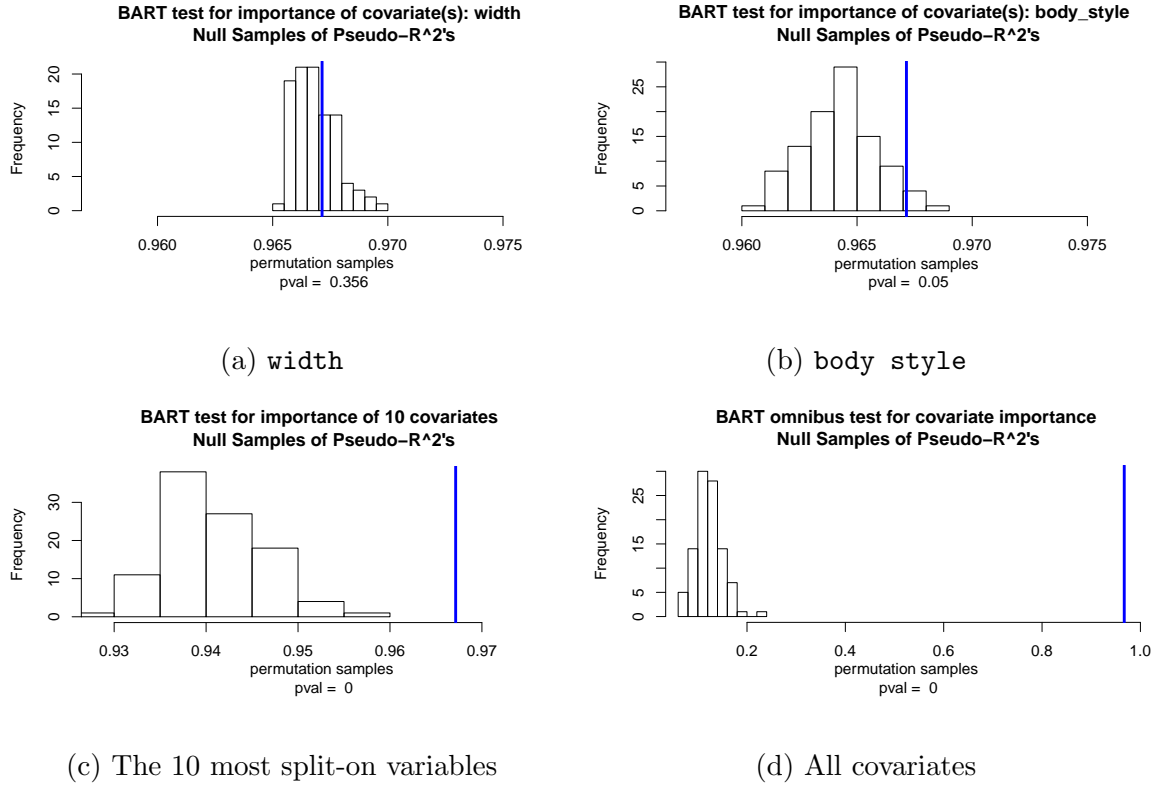 BART test for importance of covariate(s): width
Null Samples of Pseudo−R^2's
Frequency
0
5
10
15
20
0.960 0.965 0.970 0.975
permutation samples
pval = 0.356
(a) width
BART test for importance of covariate(s): body_style
Null Samples of Pseudo−R^2's
Frequency
0
5
15
25
0.960 0.965 0.970 0.975
permutation samples
pval = 0.05
(b) body style
BART test for importance of 10 covariates
Null Samples of Pseudo−R^2's
Frequency
0
10
20
30
0.93 0.94 0.95 0.96 0.97
permutation samples
pval = 0
(c) The 10 most split-on variables
BART omnibus test for covariate importance
Null Samples of Pseudo−R^2's
Frequency
0
5
15
25
0.2 0.4 0.6 0.8 1.0
permutation samples
pval = 0
(d) All covariates